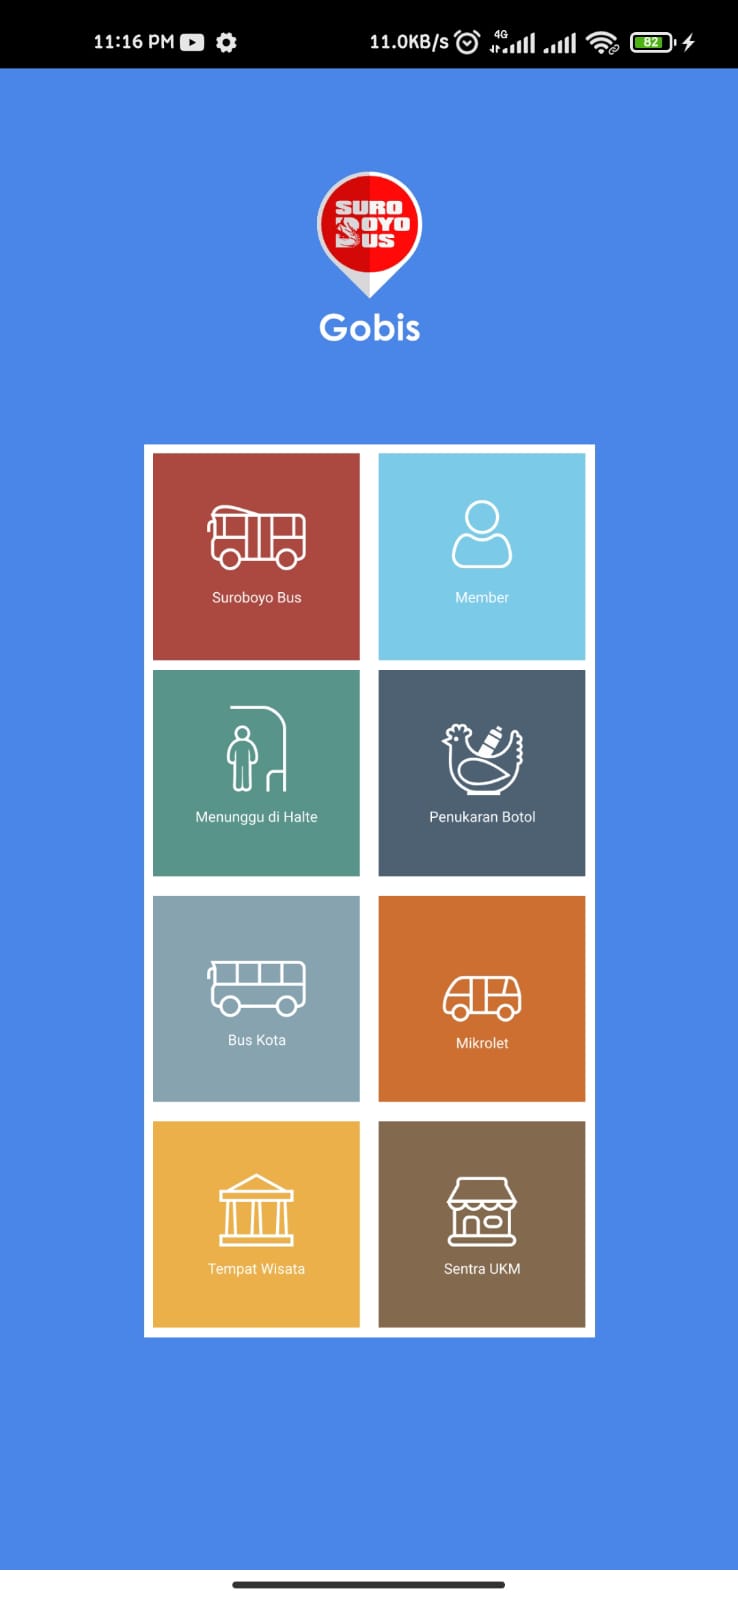 11:16 PM 11.0KB/s 4G 82
SURO
BOYO
BUS
Gobis
Suroboyo Bus Member
Menunggu di Halte Penukaran Botol
Bus Kota Mikrolet
Tempat Wisata Sentra UKM